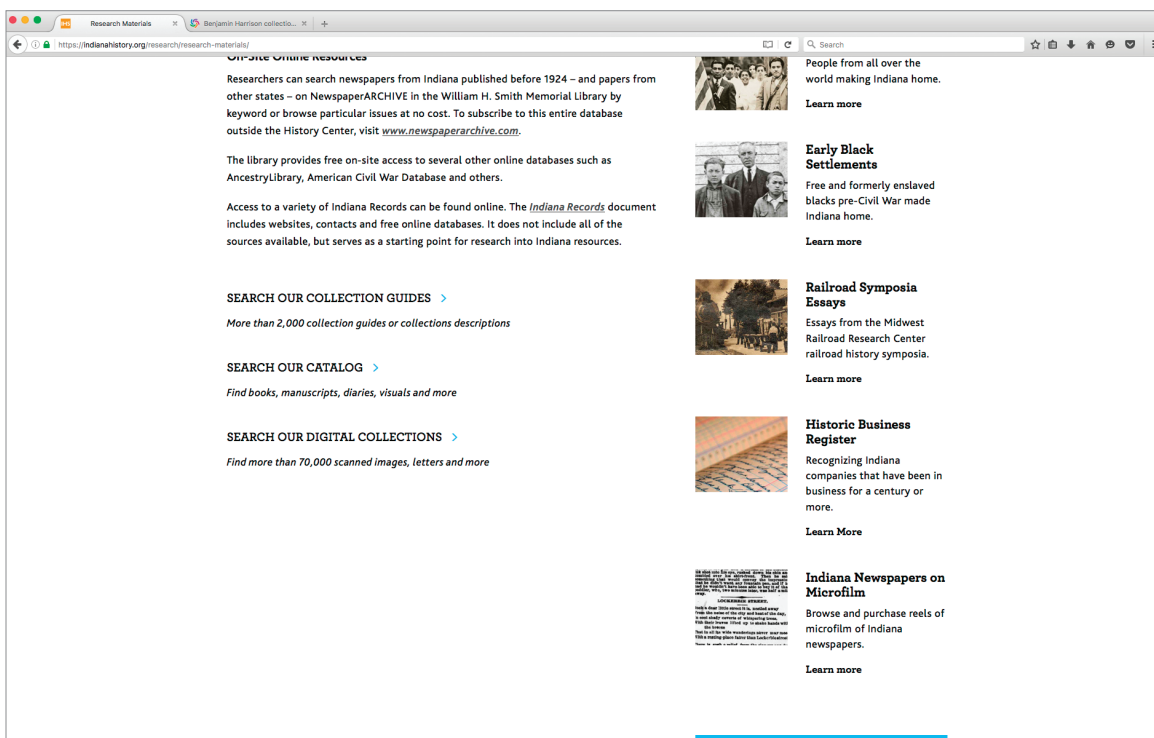 IHS Research Materials
Benjamin Harrison collectio...
https://indianahistory.org/research/research-materials/
Search
On-Site Online Resources
Researchers can search newspapers from Indiana published before 1924 – and papers from
other states – on NewspaperARCHIVE in the William H. Smith Memorial Library by
keyword or browse particular issues at no cost. To subscribe to this entire database
outside the History Center, visit www.newspaperarchive.com.
The library provides free on-site access to several other online databases such as
AncestryLibrary, American Civil War Database and others.
Access to a variety of Indiana Records can be found online. The Indiana Records document
includes websites, contacts and free online databases. It does not include all of the
sources available, but serves as a starting point for research into Indiana resources.
SEARCH OUR COLLECTION GUIDES
More than 2,000 collection guides or collections descriptions
SEARCH OUR CATALOG
Find books, manuscripts, diaries, visuals and more
SEARCH OUR DIGITAL COLLECTIONS
Find more than 70,000 scanned images, letters and more
People from all over the
world making Indiana home.
Learn more
Early Black
Settlements
Free and formerly enslaved
blacks pre-Civil War made
Indiana home.
Learn more
Railroad Symposia
Essays
Essays from the Midwest
Railroad Research Center
railroad history symposia.
Learn more
Historic Business
Register
Recognizing Indiana
companies that have been in
business for a century or
more.
Learn More
LOCKERBIE STREET.
Indiana Newspapers on
Microfilm
Browse and purchase reels of
microfilm of Indiana
newspapers.
Learn more